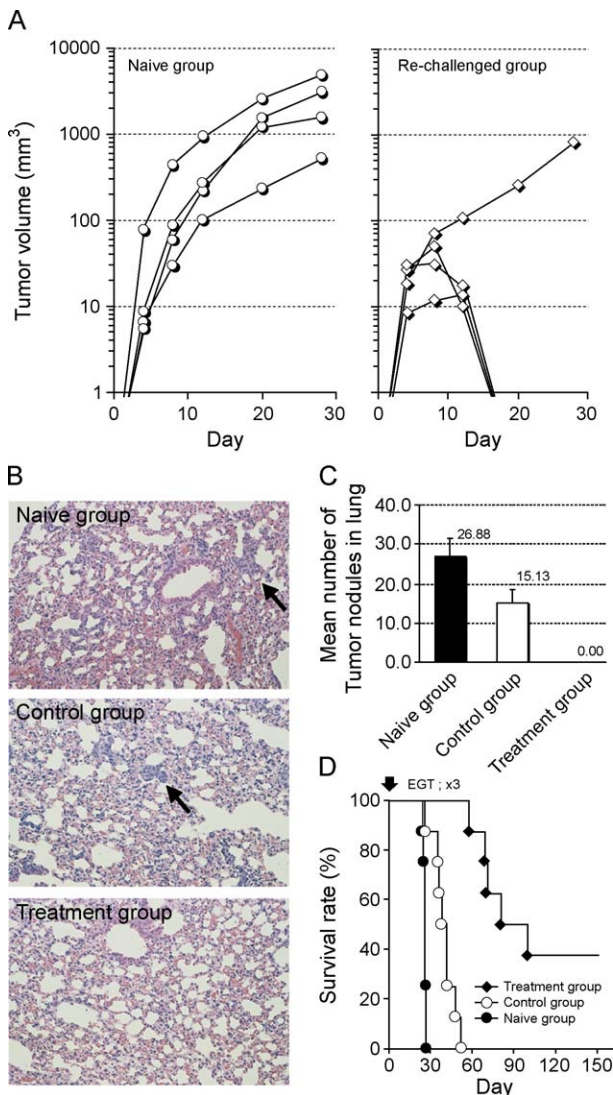 A
Naive group
Re-challenged group
Tumor volume (mm³)
10000
1000
100
10
1
0
10
20
30
Day
0
10
20
30
Day
B
Naive group
Control group
Treatment group
C
Mean number of
Tumor nodules in lung
40.0
30.0
20.0
10.0
0.0
26.88
15.13
0.00
Naive group
Control group
Treatment group
D
EGT ; x3
Survival rate (%)
100
80
60
40
20
0
Treatment group
Control group
Naive group
0
30
60
90
120
150
Day